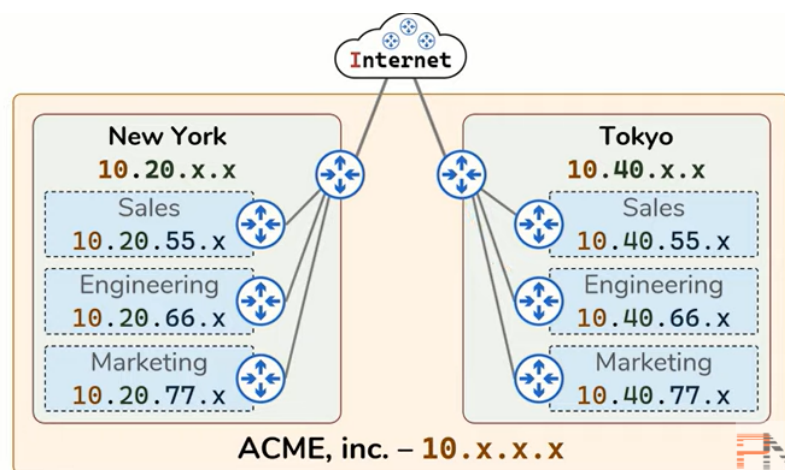 Internet
New York
10.20.x.x
Sales
10.20.55.x
Engineering
10.20.66.x
Marketing
10.20.77.x
Tokyo
10.40.x.x
Sales
10.40.55.x
Engineering
10.40.66.x
Marketing
10.40.77.x
ACME, inc. – 10.x.x.x